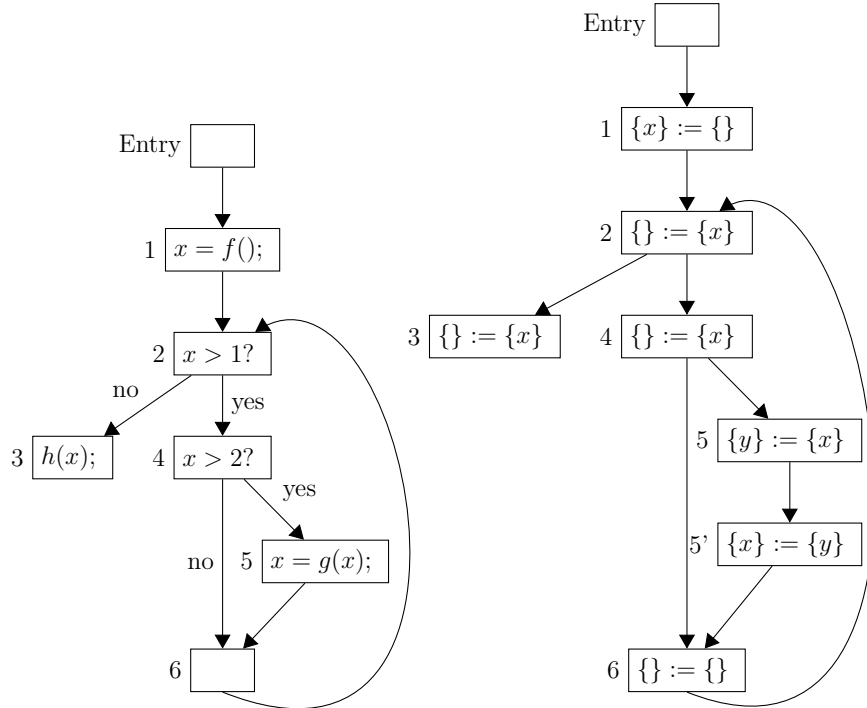 Entry
1 x = f();
2 x > 1?
no
yes
3 h(x);
4 x > 2?
yes
no
5 x = g(x);
6
Entry
1 {x} := {}
2 {} := {x}
3 {} := {x}
4 {} := {x}
5 {y} := {x}
5' {x} := {y}
6 {} := {}